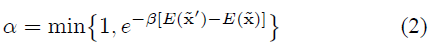 α = min{1, e^{−β[E(x̃′)−E(x̃)]}} (2)